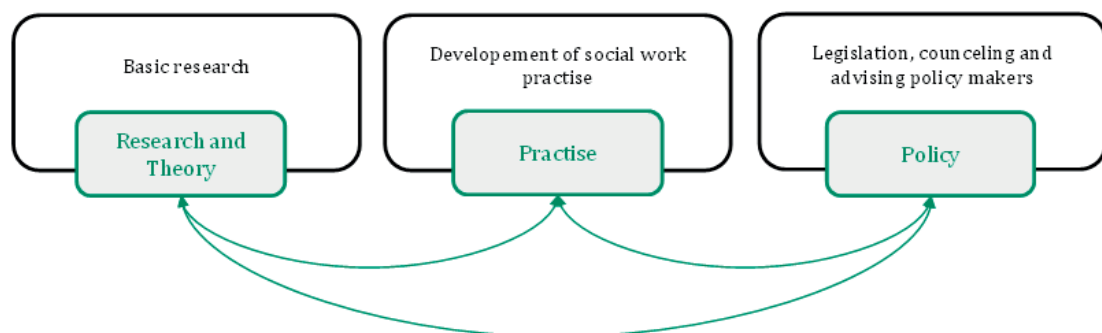 Basic research
Research and
Theory
Developement of social work
practise
Practise
Legislation, counceling and
advising policy makers
Policy